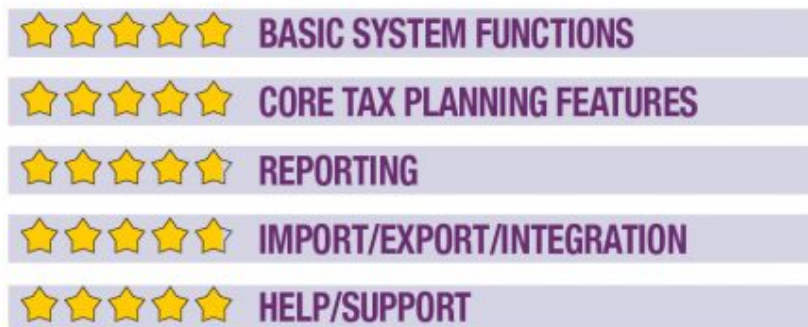 BASIC SYSTEM FUNCTIONS
CORE TAX PLANNING FEATURES
REPORTING
IMPORT/EXPORT/INTEGRATION
HELP/SUPPORT